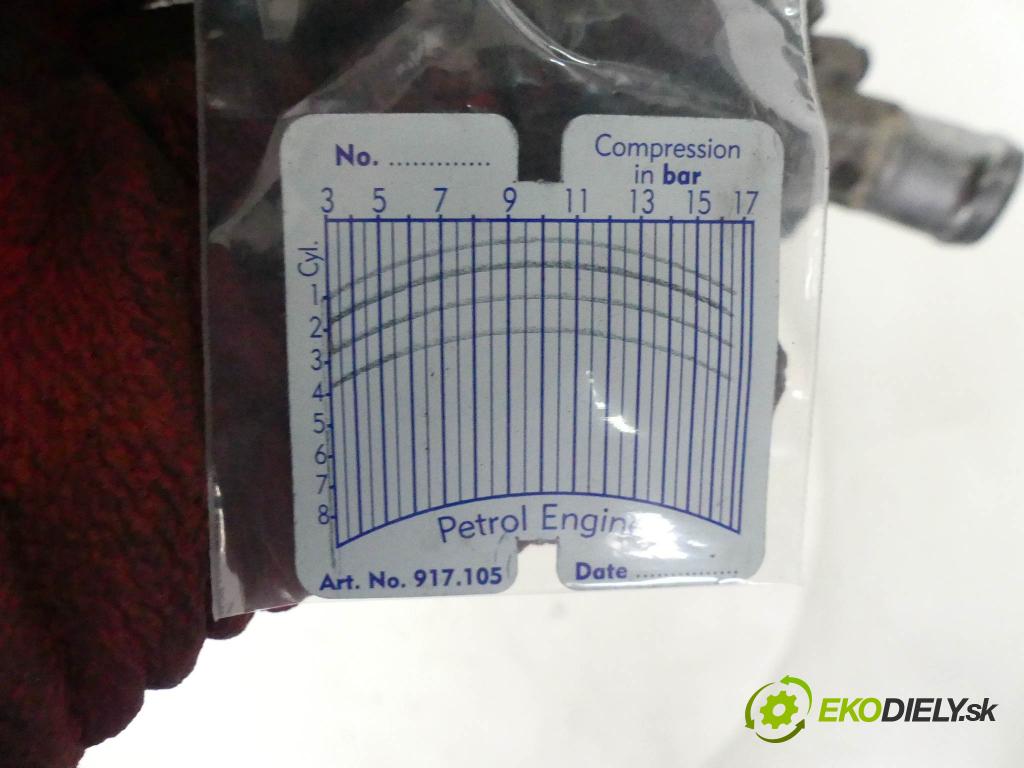 No. .............
Compression
in bar
3 5 7 9 11 13 15 17
Cyl.
1
2
3
4
5
6
7
8
Petrol Engine
Art. No. 917.105
Date ...............
EKODIELY.sk